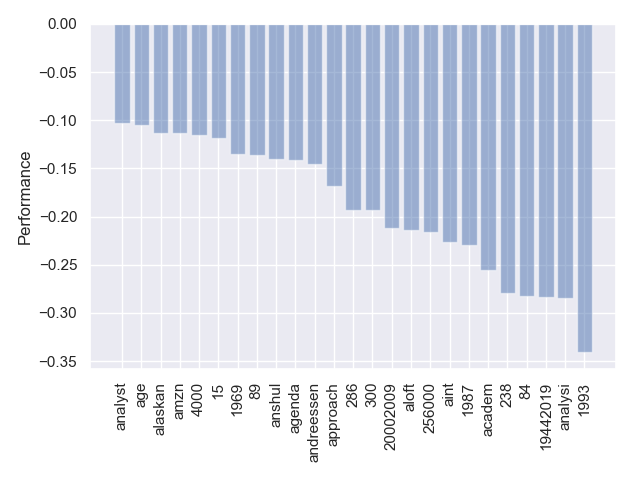 0.00
−0.05
−0.10
−0.15
−0.20
−0.25
−0.30
−0.35
Performance
analyst
age
alaskan
amzn
4000
15
1969
89
anshul
agenda
andreessen
approach
286
300
20002009
aloft
256000
aint
1987
academ
238
84
19442019
analysi
1993